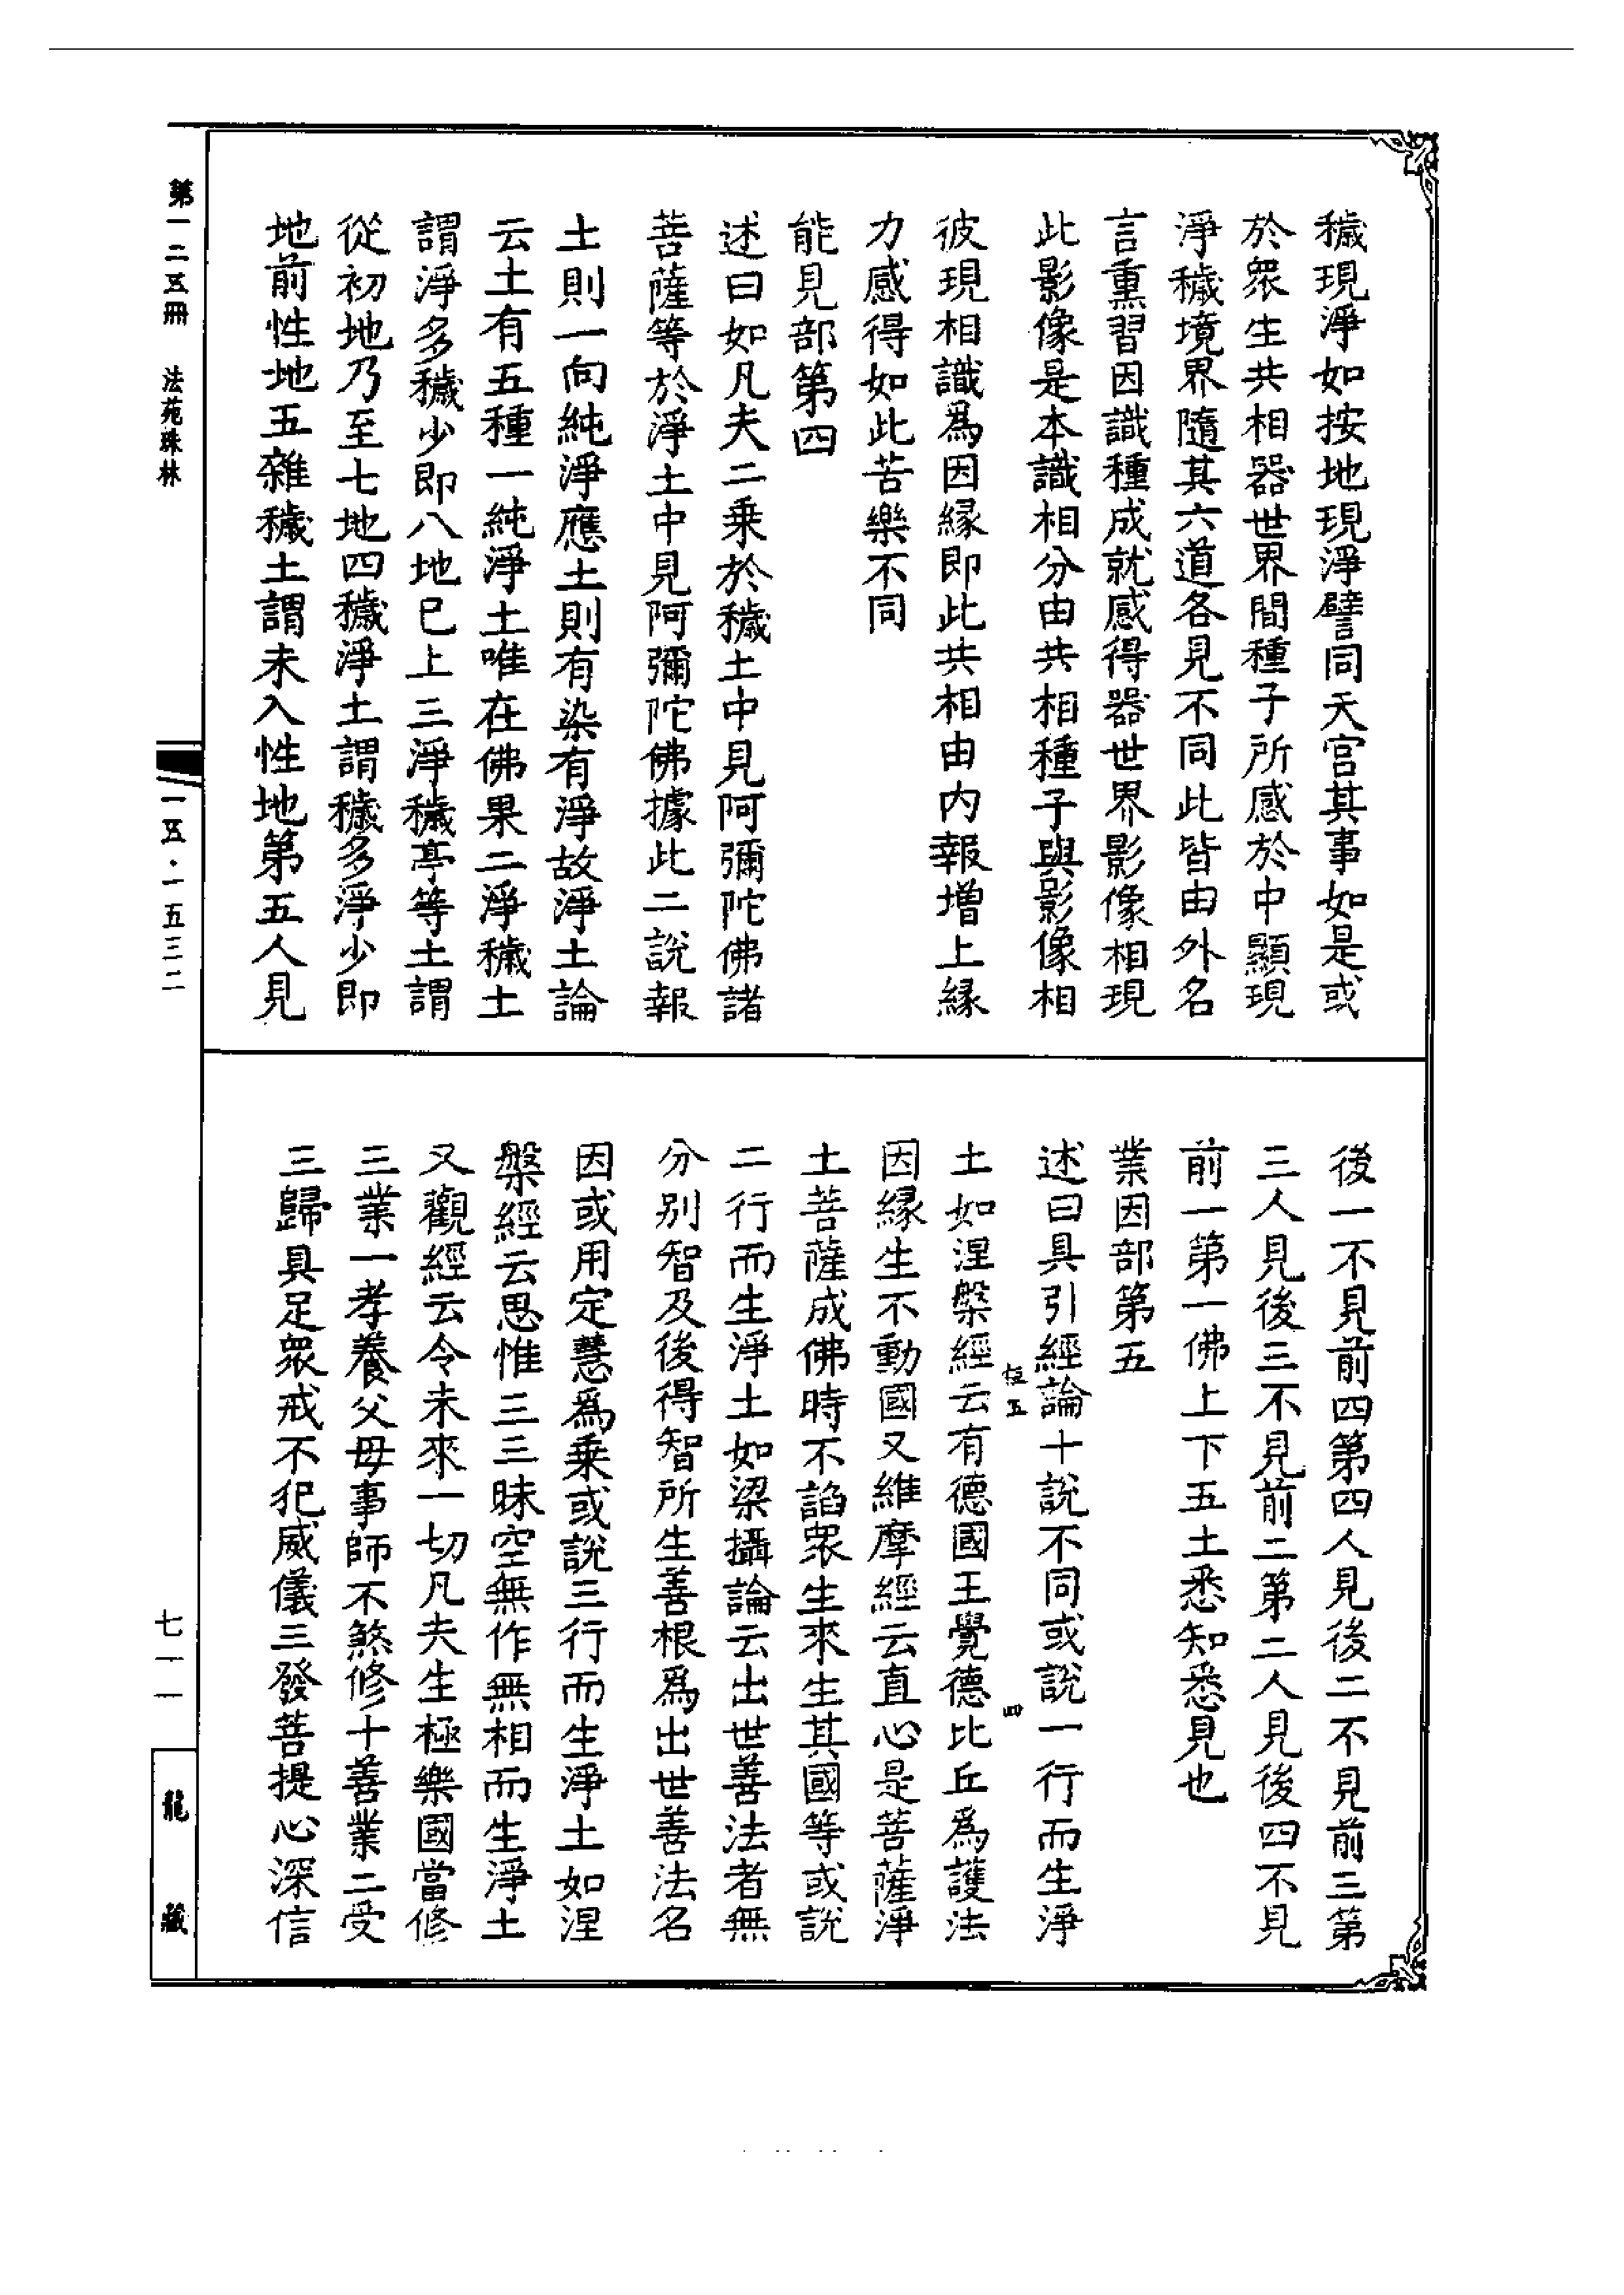 穢現淨如按地現淨譬同天宮其事如是或
於衆生共相器世界間種子所感於中顯現
淨穢境界隨其六道各見不同此皆由外名
言熏習因識種成就感得器世界影像相現
此影像是本識相分由共相種子與影像相
彼現相識爲因緣即此共相由內報增上緣
力感得如此苦樂不同
能見部第四
述曰如凡夫二乗於穢土中見阿彌陀佛諸
菩薩等於淨土中見阿彌陀佛據此二說報
土則一向純淨應土則有染有淨故淨土論
云土有五種一純淨土唯在佛果二淨穢土
謂淨多穢少即八地已上三淨穢亭等土謂
從初地乃至七地四穢淨土謂穢多淨少即
地前性地五雜穢土謂未入性地第五人見
後一不見前四第四人見後二不見前三第
三人見後三不見前二第二人見後四不見
前一第一佛上下五土悉知悉見也
業因部第五
述曰具引經論十說不同或說一行而生淨
土如涅槃經云有德國王覺德比丘爲護法
因緣生不動國又維摩經云直心是菩薩淨
土菩薩成佛時不諂衆生來生其國等或說
二行而生淨土如梁攝論云出世善法者無
分別智及後得智所生善根爲出世善法名
因或用定慧爲乗或說三行而生淨土如涅
槃經云思惟三三昧空無作無相而生淨土
又觀經云令未來一切凡夫生極樂國當修
三業一孝養父母事師不煞修十善業二受
三歸具足衆戒不犯威儀三發菩提心深信
第一二五冊 法苑珠林
一五·一五三二
七一一
龍藏
五
四